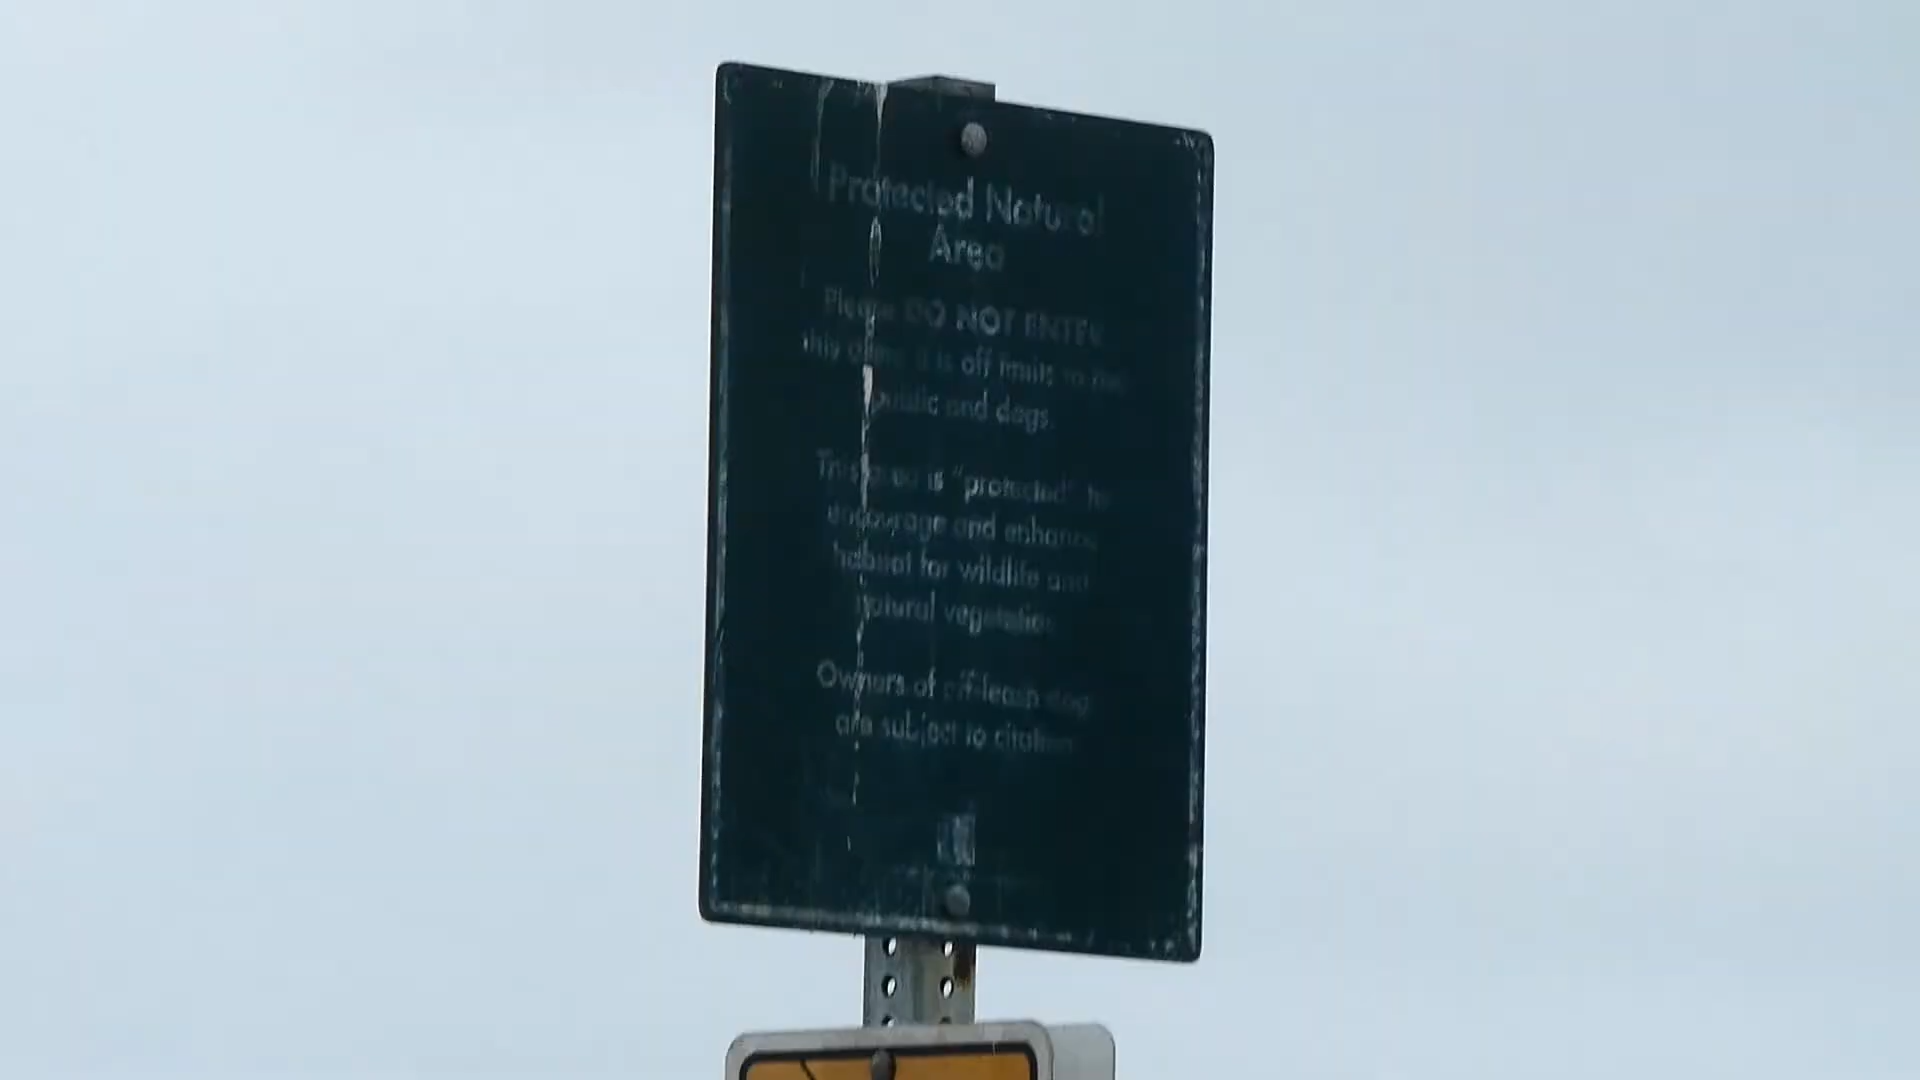 Protected Natural
Area
Please DO NOT ENTER
this area it is off limits to the
public and dogs.
This area is "protected" to
encourage and enhance
habitat for wildlife and
natural vegetation.
Owners of off-leash dog
are subject to citation.